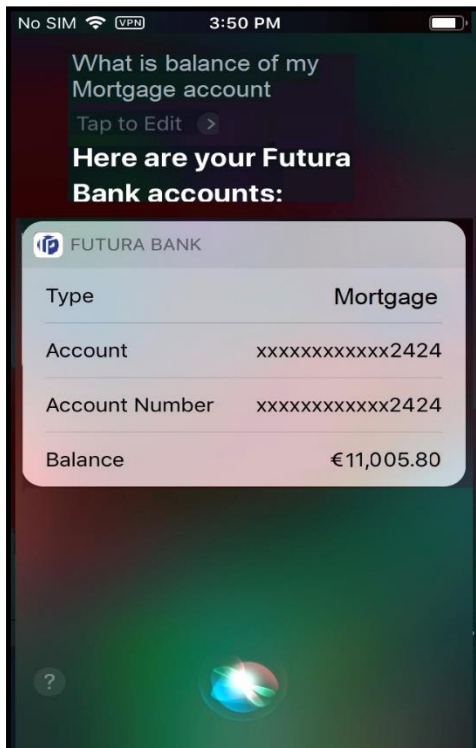 No SIM VPN 3:50 PM
What is balance of my
Mortgage account
Tap to Edit >
Here are your Futura
Bank accounts:
FUTURA BANK
Type Mortgage
Account xxxxxxxxxxxx2424
Account Number xxxxxxxxxxxx2424
Balance €11,005.80
?